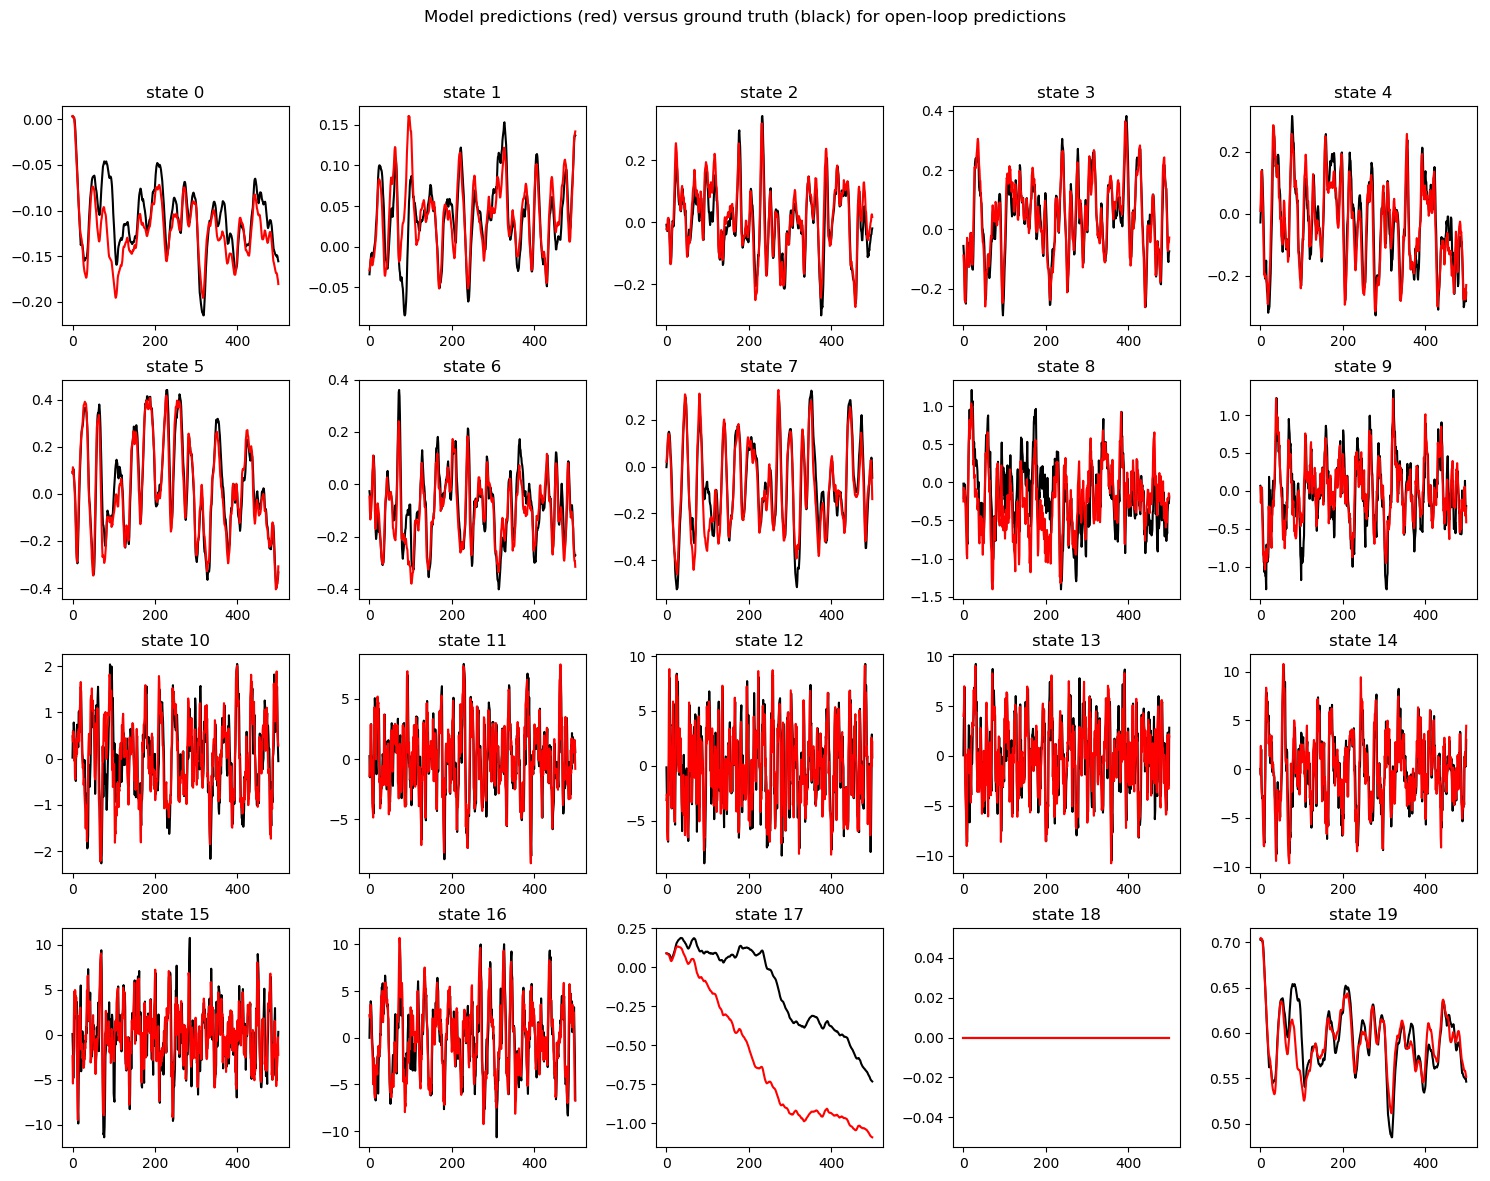 Model predictions (red) versus ground truth (black) for open-loop predictions
state 0 state 1 state 2 state 3 state 4
0.00 −0.05 −0.10 −0.15 −0.20
0.15 0.10 0.05 0.00 −0.05
0.2 0.0 −0.2
0.4 0.2 0.0 −0.2
0.2 0.0 −0.2
0 200 400 0 200 400 0 200 400 0 200 400 0 200 400
state 5 state 6 state 7 state 8 state 9
0.4 0.2 0.0 −0.2 −0.4
0.4 0.2 0.0 −0.2 −0.4
0.2 0.0 −0.2 −0.4
1.0 0.5 0.0 −0.5 −1.0 −1.5
1.0 0.5 0.0 −0.5 −1.0
0 200 400 0 200 400 0 200 400 0 200 400 0 200 400
state 10 state 11 state 12 state 13 state 14
2 1 0 −1 −2
5 0 −5
10 5 0 −5
10 5 0 −5 −10
10 5 0 −5 −10
0 200 400 0 200 400 0 200 400 0 200 400 0 200 400
state 15 state 16 state 17 state 18 state 19
10 5 0 −5 −10
10 5 0 −5 −10
0.25 0.00 −0.25 −0.50 −0.75 −1.00
0.04 0.02 0.00 −0.02 −0.04
0.70 0.65 0.60 0.55 0.50
0 200 400 0 200 400 0 200 400 0 200 400 0 200 400